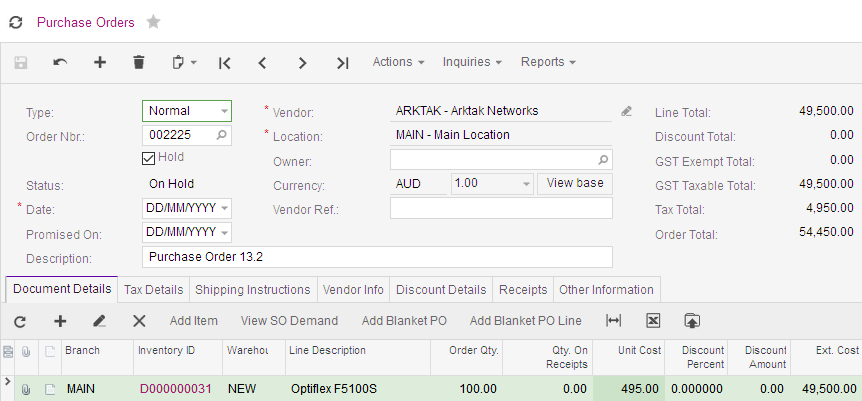 Purchase Orders
Actions Inquiries Reports
Type: Normal * Vendor: ARKTAK - Arktak Networks Line Total: 49,500.00
Order Nbr.: 002225 * Location: MAIN - Main Location Discount Total: 0.00
Hold Owner: GST Exempt Total: 0.00
Status: On Hold Currency: AUD 1.00 View base GST Taxable Total: 49,500.00
* Date: DD/MM/YYYY Vendor Ref.: Tax Total: 4,950.00
Promised On: DD/MM/YYYY Order Total: 54,450.00
Description: Purchase Order 13.2
Document Details Tax Details Shipping Instructions Vendor Info Discount Details Receipts Other Information
Add Item View SO Demand Add Blanket PO Add Blanket PO Line
Branch Inventory ID Warehou Line Description Order Qty. Qty. On Receipts Unit Cost Discount Percent Discount Amount Ext. Cost
MAIN D000000031 NEW Optiflex F5100S 100.00 0.00 495.00 0.000000 0.00 49,500.00